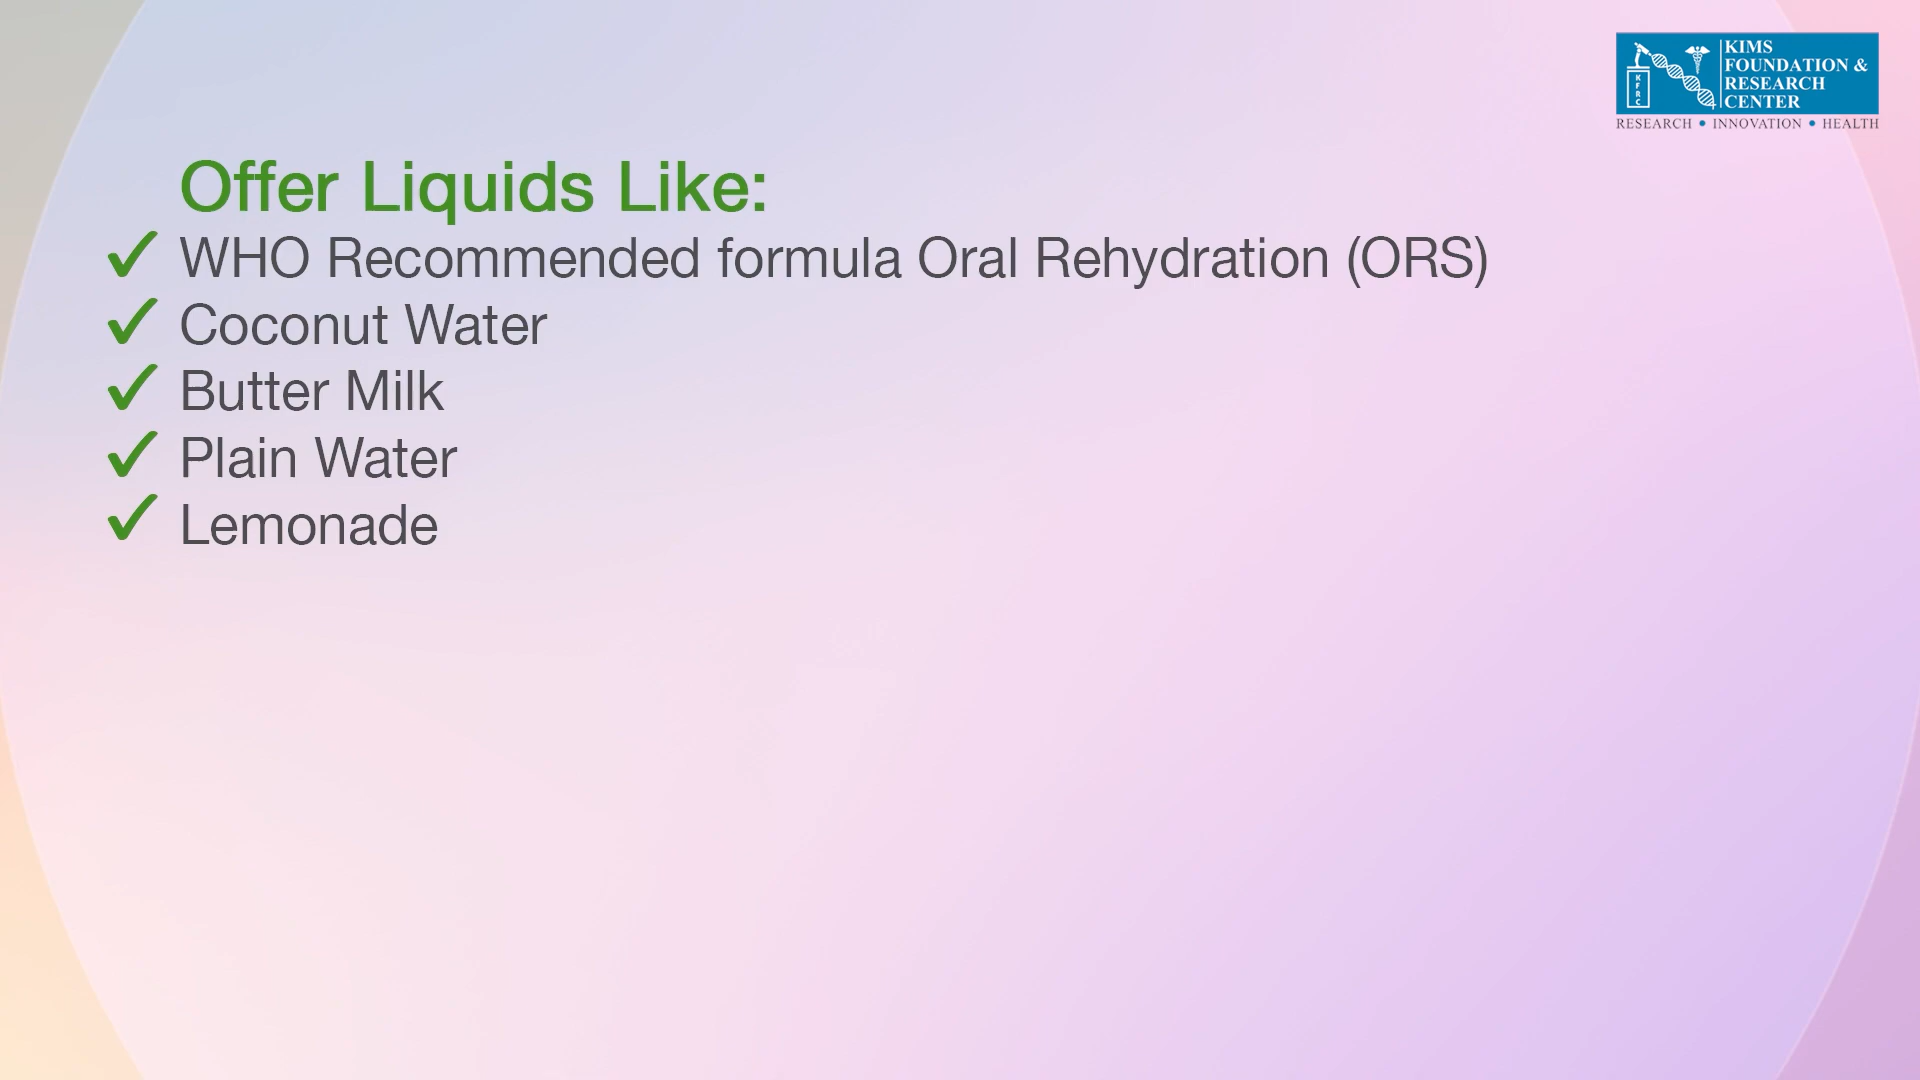 KIMS
FOUNDATION &
RESEARCH
CENTER
KFRC
RESEARCH • INNOVATION • HEALTH
Offer Liquids Like:
✓ WHO Recommended formula Oral Rehydration (ORS)
✓ Coconut Water
✓ Butter Milk
✓ Plain Water
✓ Lemonade